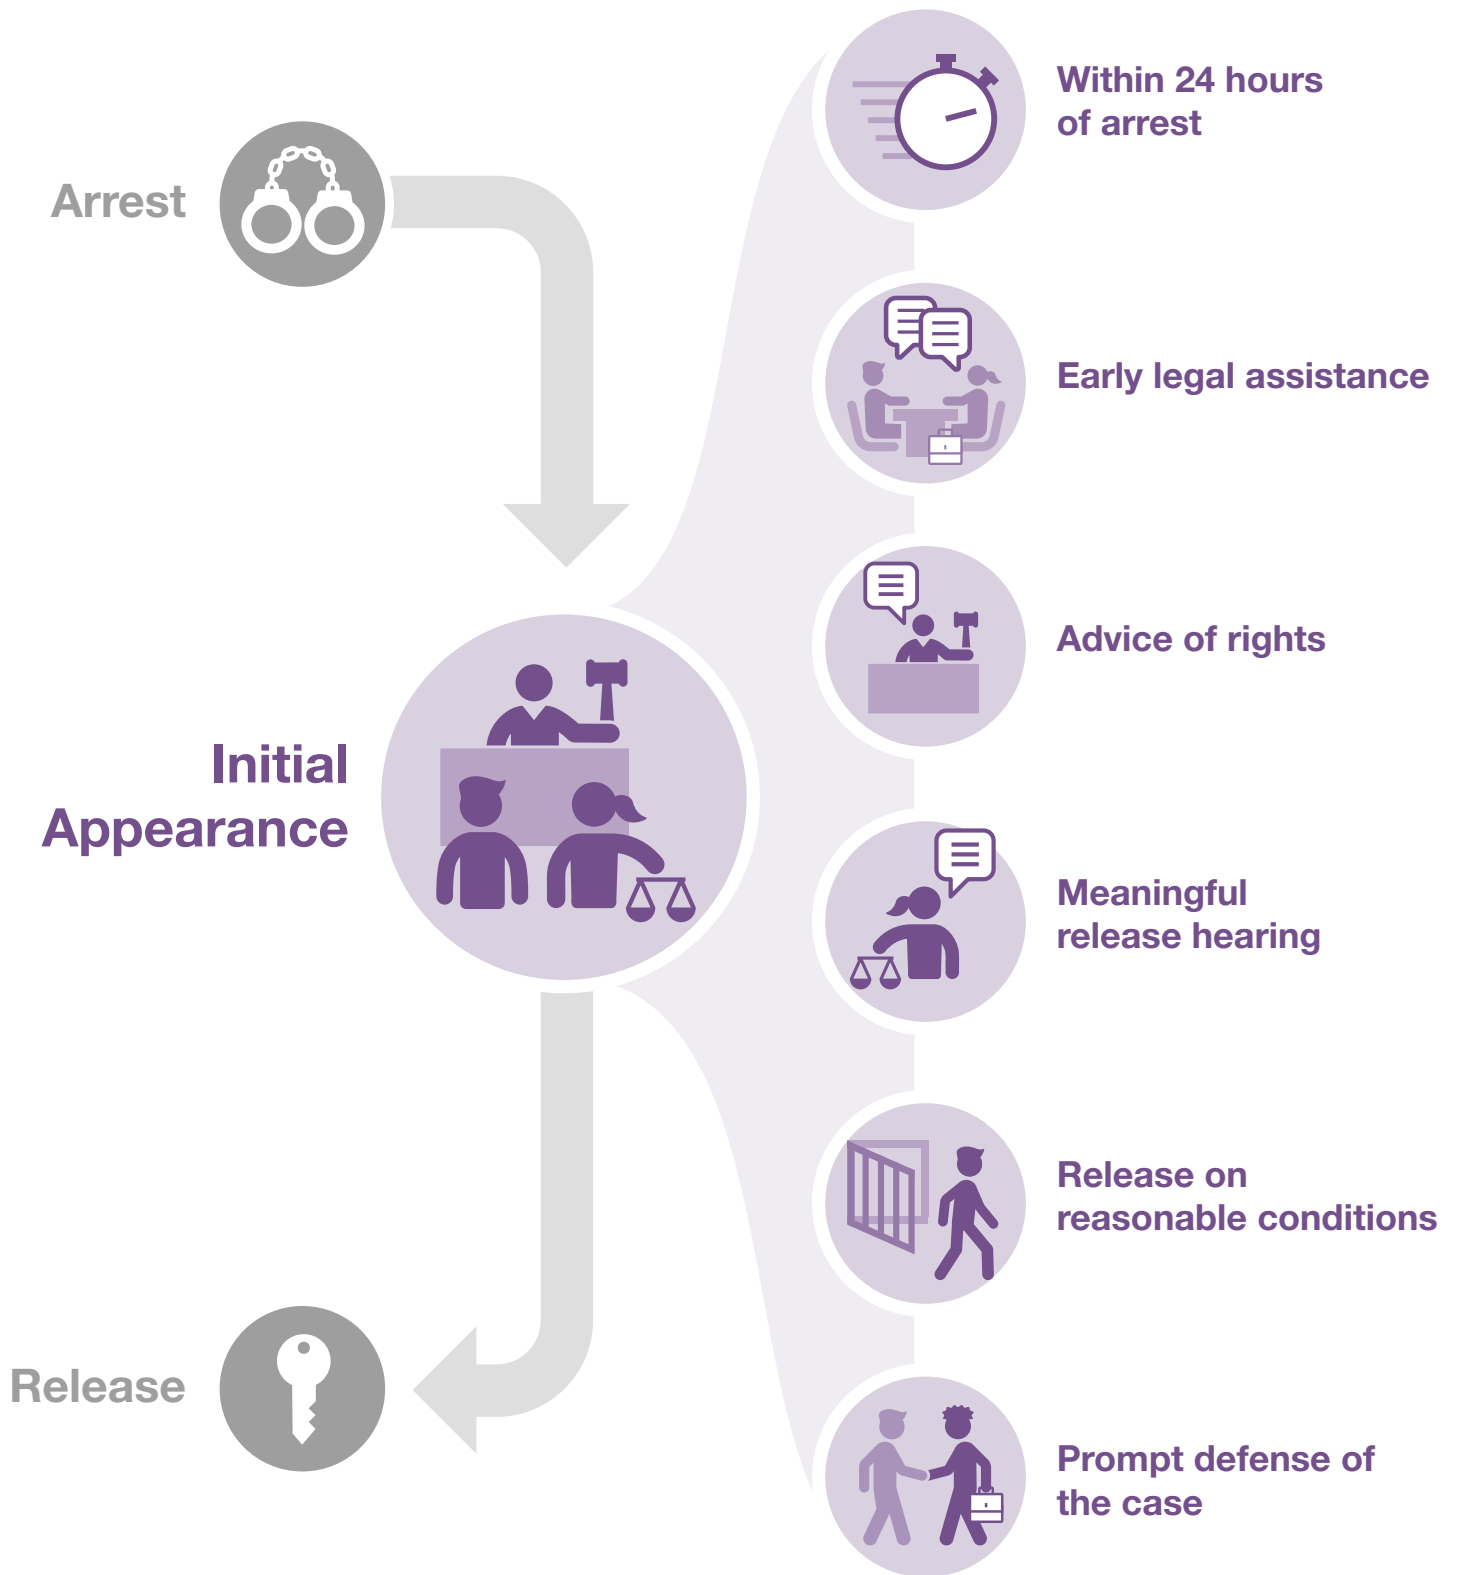 Arrest
Initial
Appearance
Release
Within 24 hours
of arrest
Early legal assistance
Advice of rights
Meaningful
release hearing
Release on
reasonable conditions
Prompt defense of
the case